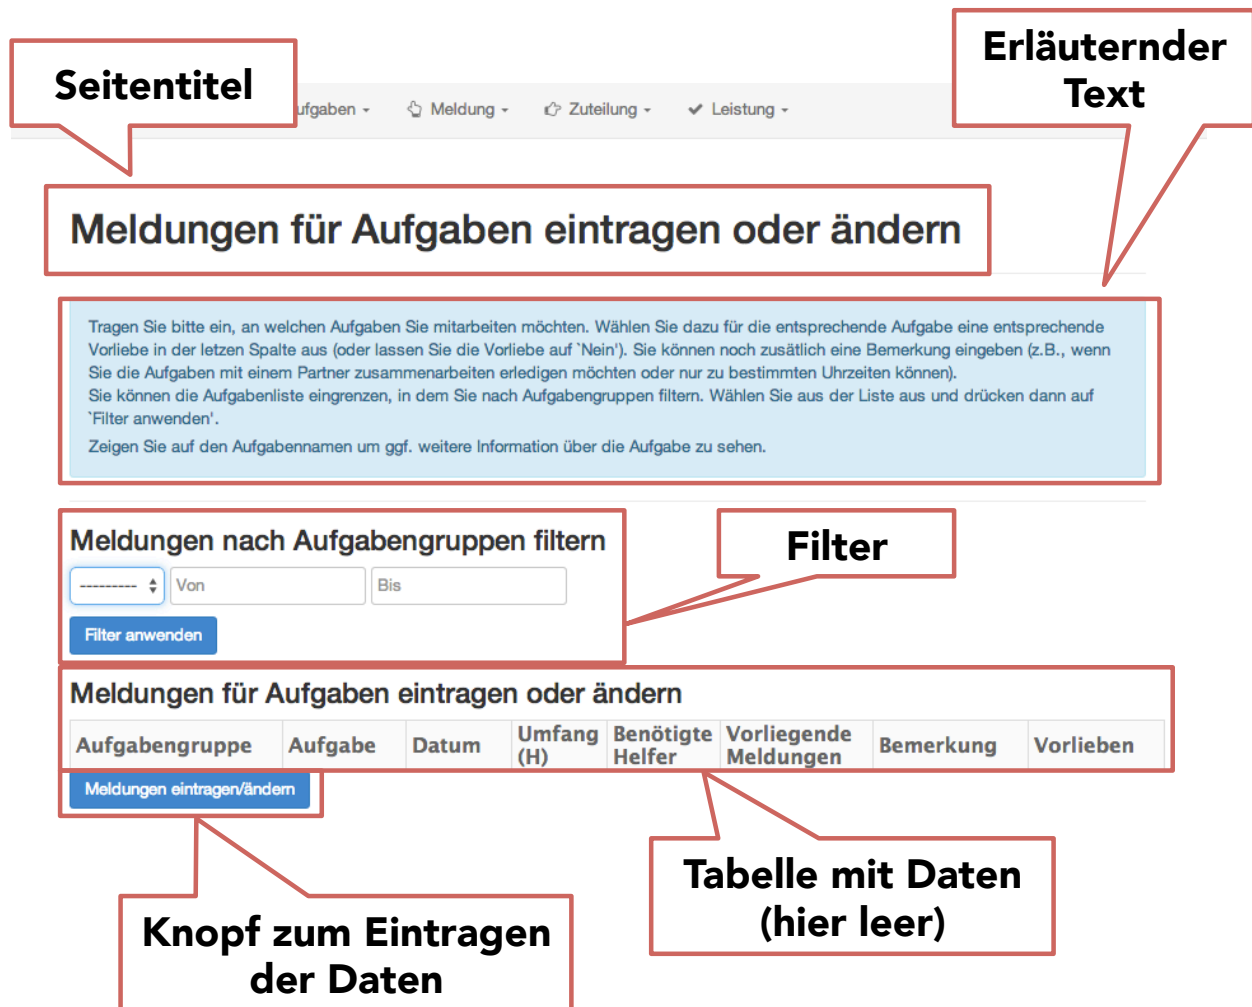 Seitentitel
Erläuternder
Text
ufgaben
Meldung
Zuteilung
Leistung
Meldungen für Aufgaben eintragen oder ändern
Tragen Sie bitte ein, an welchen Aufgaben Sie mitarbeiten möchten. Wählen Sie dazu für die entsprechende Aufgabe eine entsprechende
Vorliebe in der letzen Spalte aus (oder lassen Sie die Vorliebe auf `Nein'). Sie können noch zusätlich eine Bemerkung eingeben (z.B., wenn
Sie die Aufgaben mit einem Partner zusammenarbeiten erledigen möchten oder nur zu bestimmten Uhrzeiten können).
Sie können die Aufgabenliste eingrenzen, in dem Sie nach Aufgabengruppen filtern. Wählen Sie aus der Liste aus und drücken dann auf
`Filter anwenden'.
Zeigen Sie auf den Aufgabennamen um ggf. weitere Information über die Aufgabe zu sehen.
Meldungen nach Aufgabengruppen filtern
Filter
--------- Von Bis
Filter anwenden
Meldungen für Aufgaben eintragen oder ändern
Aufgabengruppe Aufgabe Datum Umfang (H) Benötigte Helfer Vorliegende Meldungen Bemerkung Vorlieben
Meldungen eintragen/ändern
Tabelle mit Daten
(hier leer)
Knopf zum Eintragen
der Daten